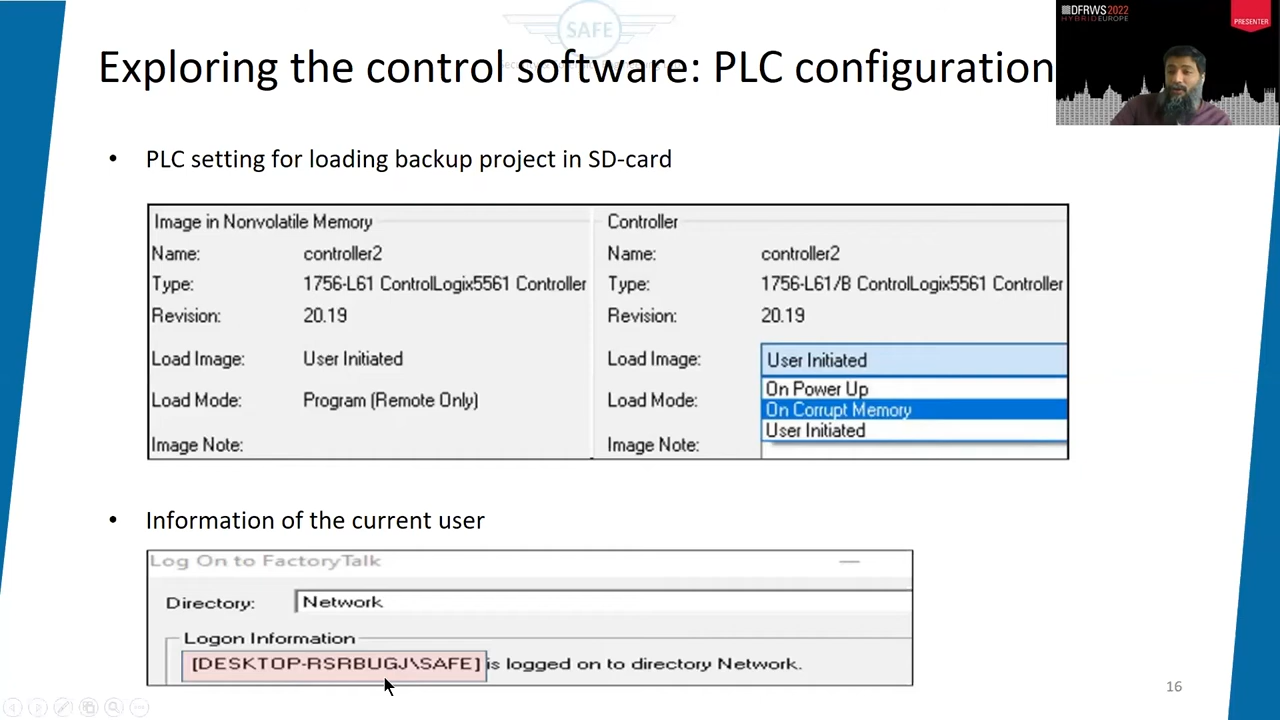 SAFE
DFRWS 2022
HYBRID EUROPE
PRESENTER
Exploring the control software: PLC configuration
• PLC setting for loading backup project in SD-card
Image in Nonvolatile Memory
Name: controller2
Type: 1756-L61 ControlLogix5561 Controller
Revision: 20.19
Load Image: User Initiated
Load Mode: Program (Remote Only)
Image Note:
Controller
Name: controller2
Type: 1756-L61/B ControlLogix5561 Controller
Revision: 20.19
Load Image: User Initiated
On Power Up
Load Mode: On Corrupt Memory
User Initiated
Image Note:
• Information of the current user
Log On to FactoryTalk
Directory: Network
Logon Information
[DESKTOP-RSRBUGJ\SAFE] is logged on to directory Network.
16